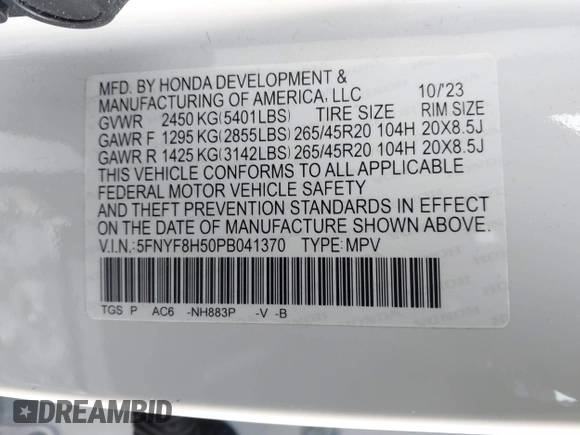 MFD. BY HONDA DEVELOPMENT &
MANUFACTURING OF AMERICA, LLC 10/'23
GVWR 2450 KG(5401LBS) TIRE SIZE RIM SIZE
GAWR F 1295 KG(2855LBS) 265/45R20 104H 20X8.5J
GAWR R 1425 KG(3142LBS) 265/45R20 104H 20X8.5J
THIS VEHICLE CONFORMS TO ALL APPLICABLE
FEDERAL MOTOR VEHICLE SAFETY
AND THEFT PREVENTION STANDARDS IN EFFECT
ON THE DATE OF MANUFACTURE SHOWN ABOVE.
V.I.N.:5FNYF8H50PB041370 TYPE:MPV
TGS P AC6 -NH883P -V -B
DREAMBID